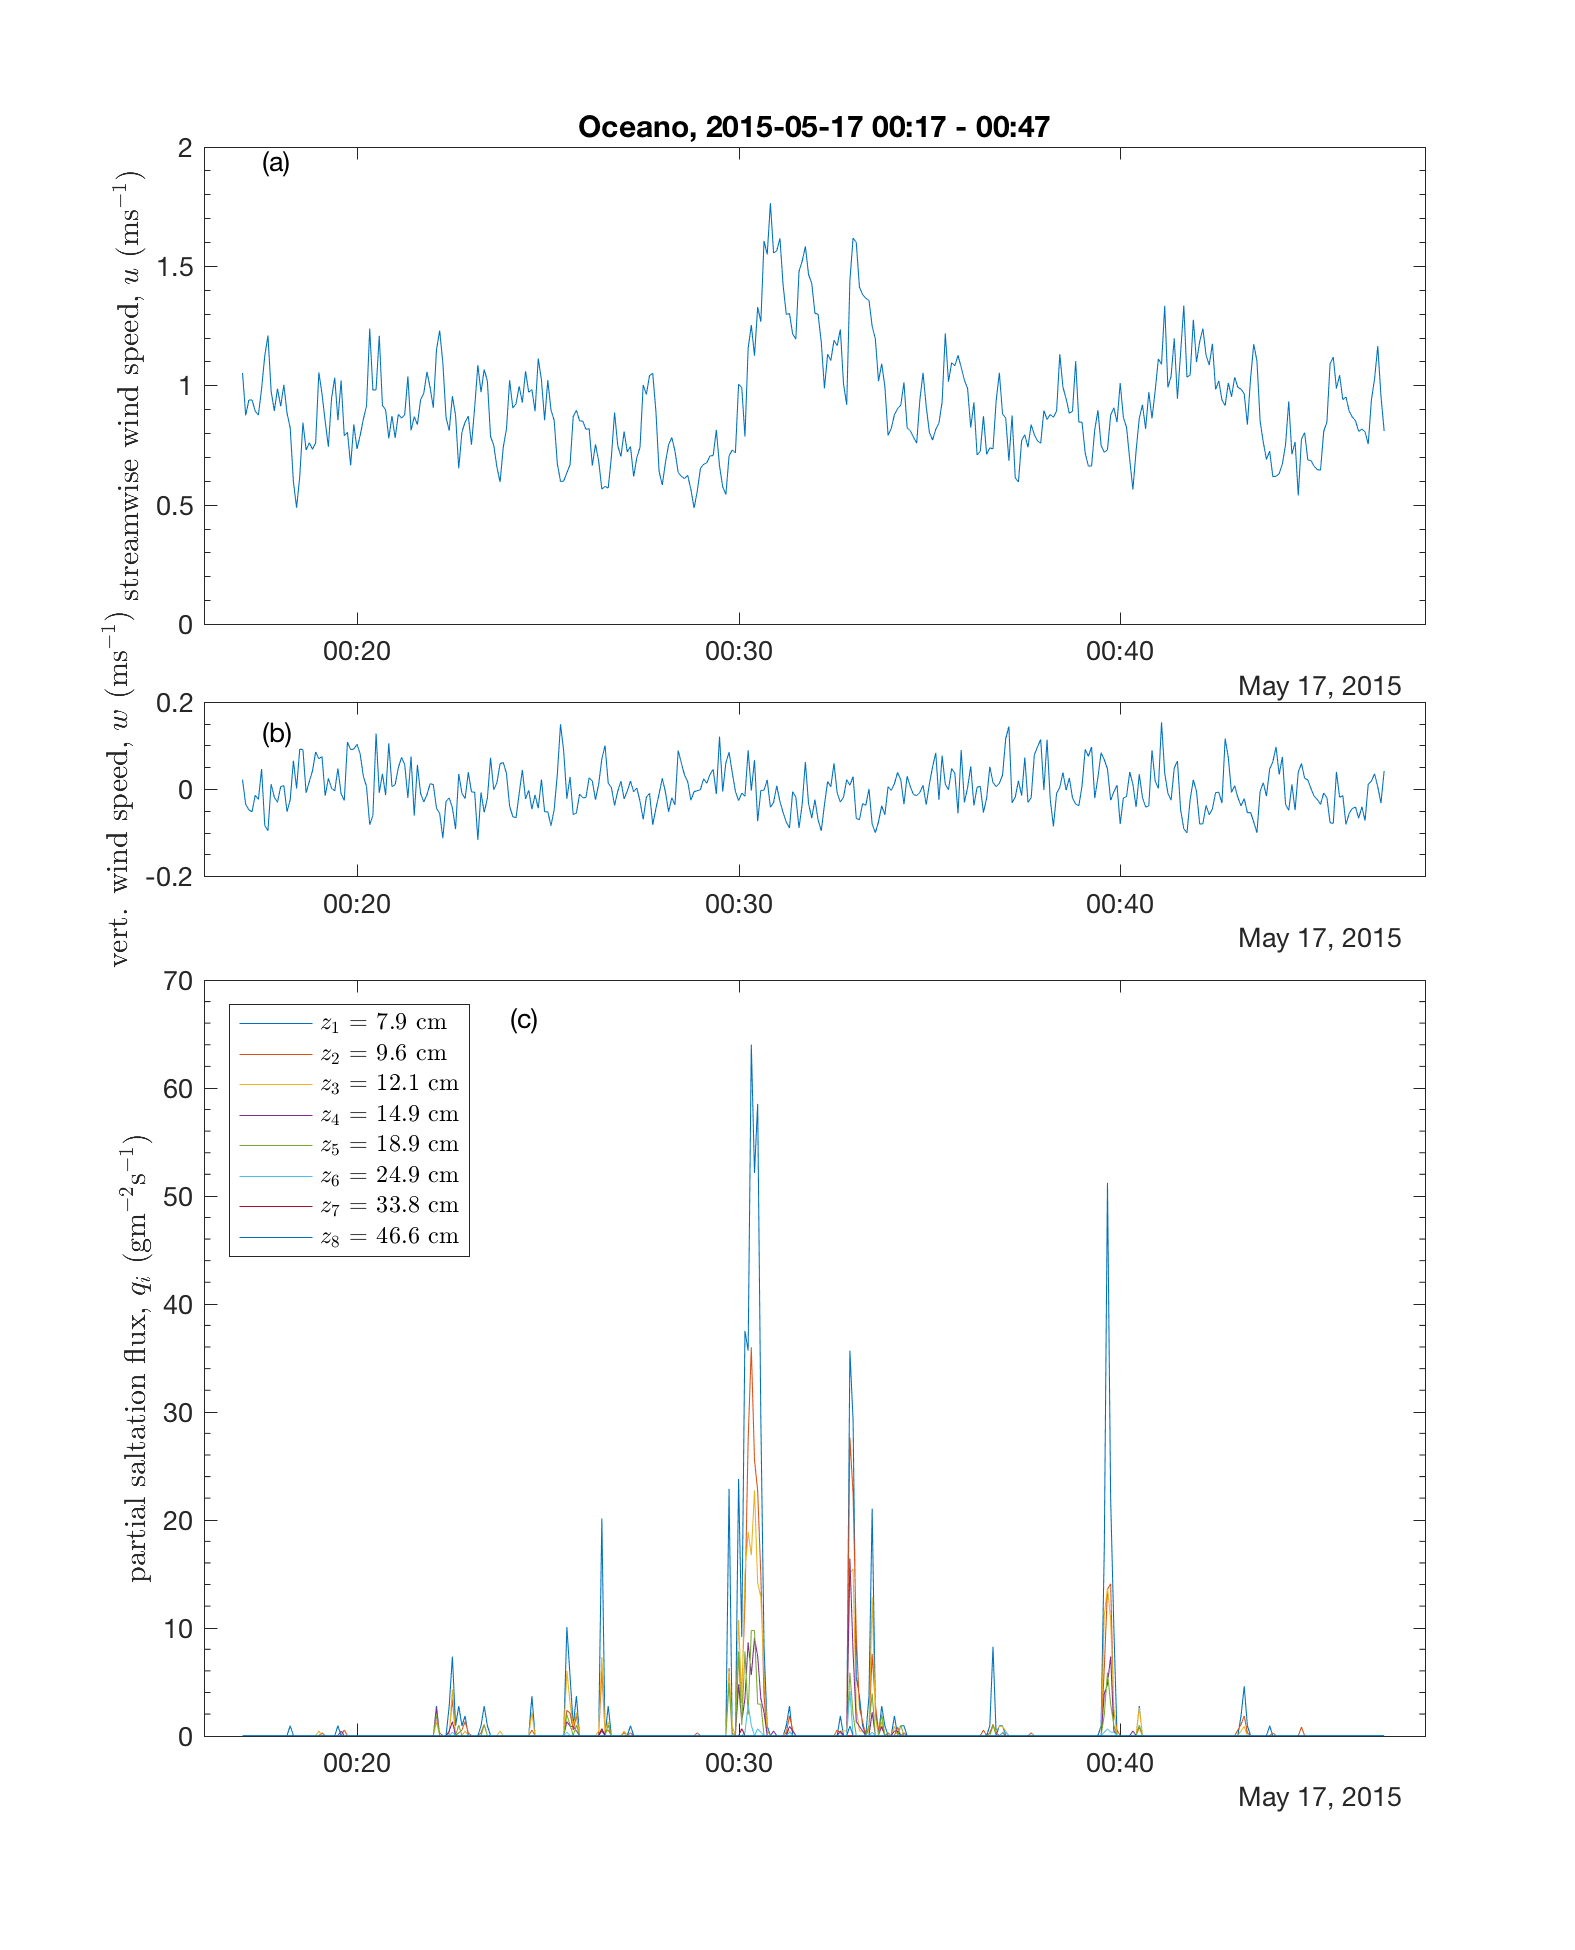 Oceano, 2015-05-17 00:17 - 00:47
(a)
streamwise wind speed, u (ms⁻¹)
2
1.5
1
0.5
0
00:20 00:30 00:40
May 17, 2015
(b)
vert. wind speed, w (ms⁻¹)
0.2
0
-0.2
00:20 00:30 00:40
May 17, 2015
(c)
partial saltation flux, qᵢ (gm⁻²s⁻¹)
70
60
50
40
30
20
10
0
z₁ = 7.9 cm
z₂ = 9.6 cm
z₃ = 12.1 cm
z₄ = 14.9 cm
z₅ = 18.9 cm
z₆ = 24.9 cm
z₇ = 33.8 cm
z₈ = 46.6 cm
00:20 00:30 00:40
May 17, 2015